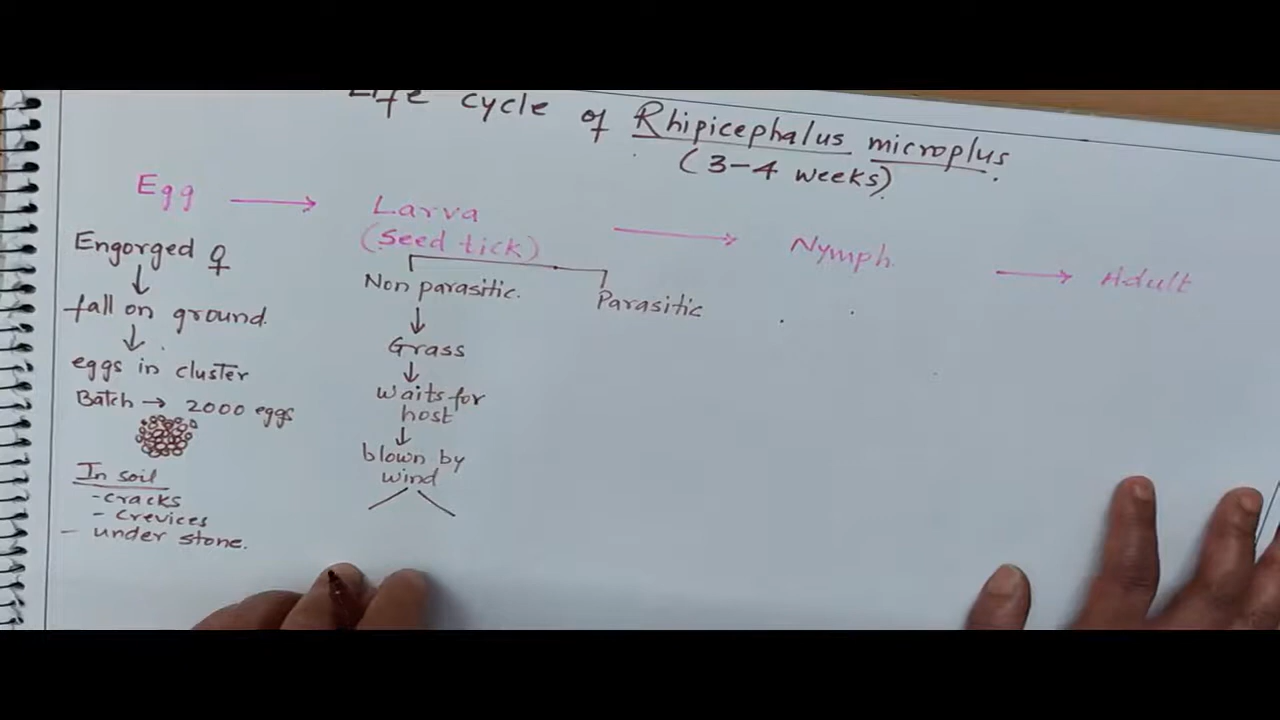 Life cycle of Rhipicephalus microplus
(3-4 weeks).
Egg → Larva → Nymph. → Adult
(Seed tick)
Engorged ♀
↓
fall on ground.
↓
eggs in cluster
Batch → 2000 eggs
In soil
- cracks
- crevices
- under stone.
Non parasitic.
↓
Grass
↓
waits for
host
↓
blown by
wind
Parasitic